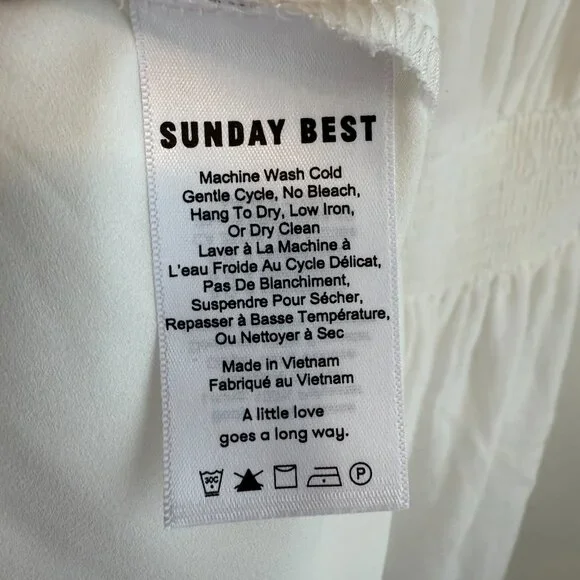 SUNDAY BEST
Machine Wash Cold
Gentle Cycle, No Bleach,
Hang To Dry, Low Iron,
Or Dry Clean
Laver à La Machine à
L'eau Froide Au Cycle Délicat,
Pas De Blanchiment,
Suspendre Pour Sécher,
Repasser à Basse Température,
Ou Nettoyer à Sec
Made in Vietnam
Fabriqué au Vietnam
A little love
goes a long way.
30C P